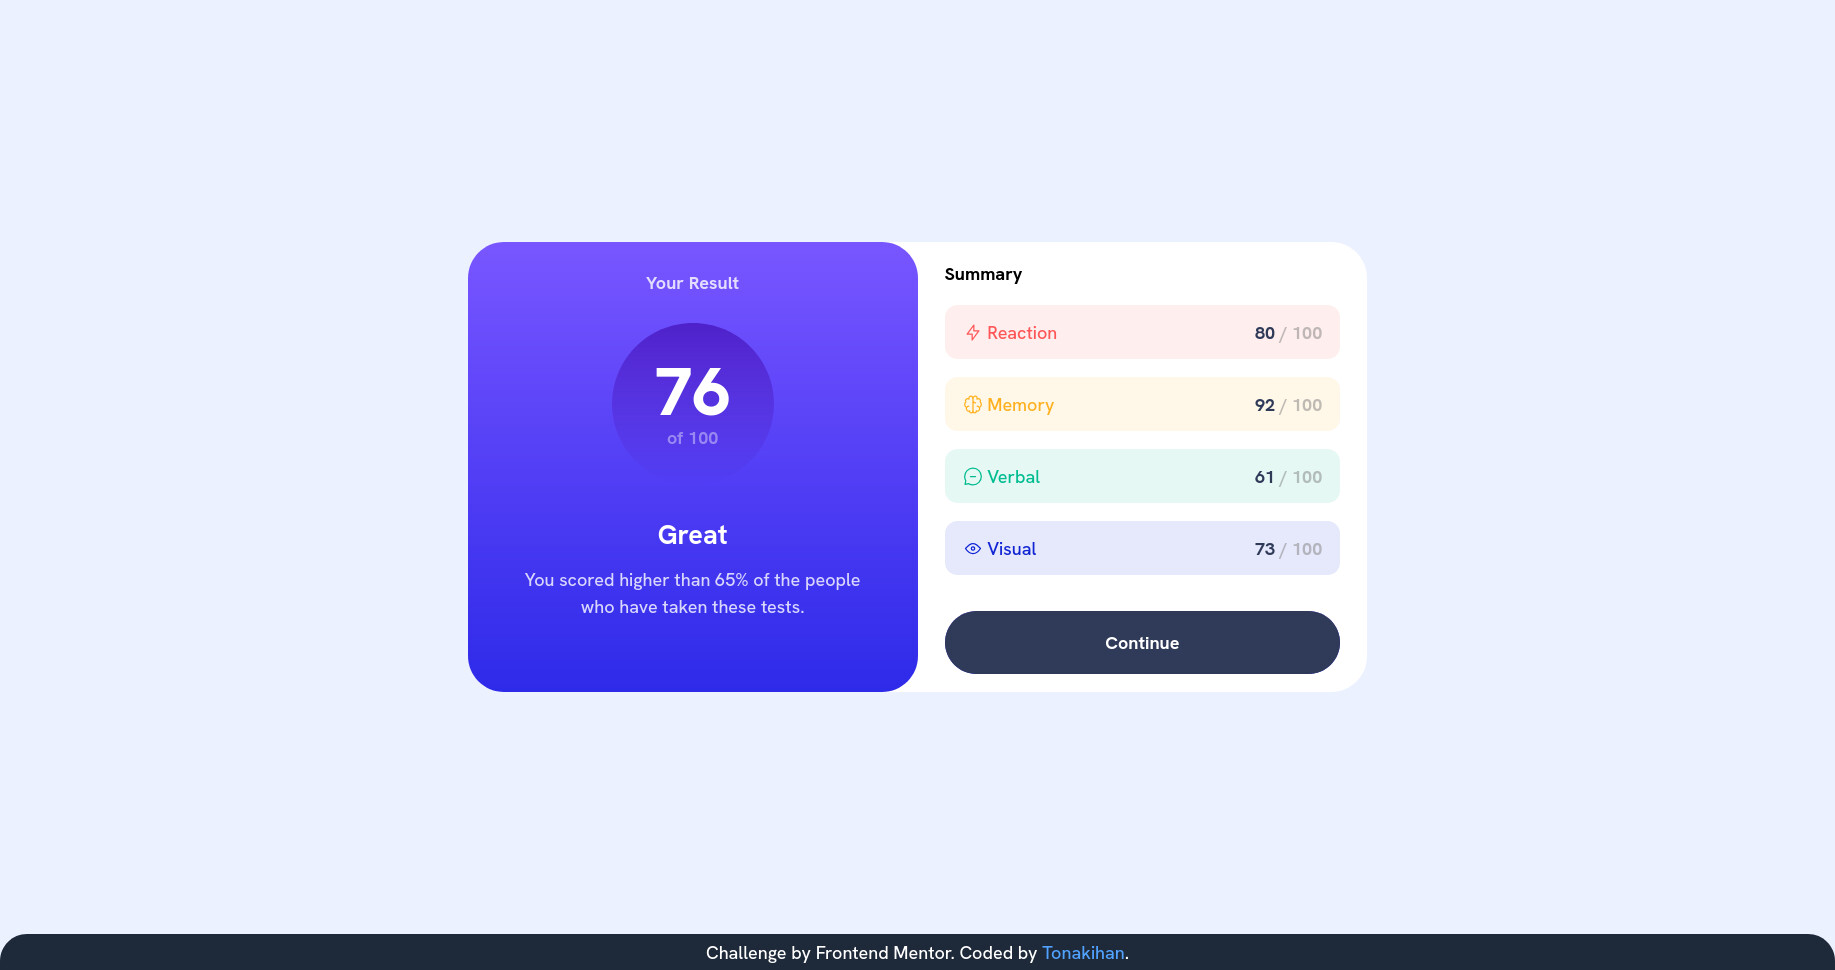 Your Result
76
of 100
Great
You scored higher than 65% of the people
who have taken these tests.
Summary
Reaction 80 / 100
Memory 92 / 100
Verbal 61 / 100
Visual 73 / 100
Continue
Challenge by Frontend Mentor. Coded by Tonakihan.